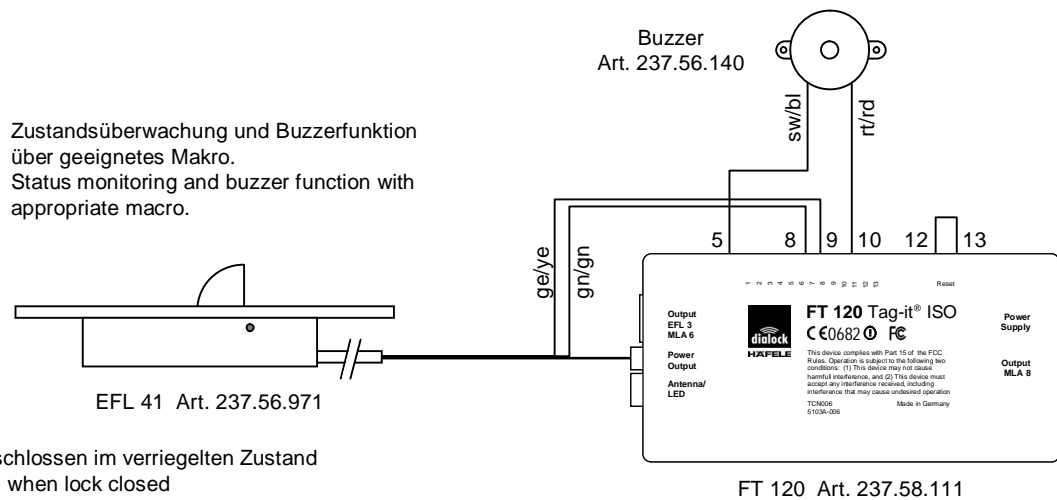 Buzzer
Art. 237.56.140
sw/bl
rt/rd
Zustandsüberwachung und Buzzerfunktion
über geeignetes Makro.
Status monitoring and buzzer function with
appropriate macro.
ge/ye
gn/gn
5 8 9 10 12 13
1 2 3 4 5 6 7 8 9 10 11 12 13
Reset
Output
EFL 3
MLA 6
Power
Output
Antenna/
LED
dialock
HÄFELE
FT 120 Tag-it® ISO
CE0682 FC
This device complies with Part 15 of the FCC
Rules. Operation is subject to the following two
conditions: (1) This device may not cause
harmfull interference, and (2) This device must
accept any interference received, including
interference that may cause undesired operation
TCN006 Made in Germany
5103A-006
Power
Supply
Output
MLA 8
EFL 41 Art. 237.56.971
schlossen im verriegelten Zustand
when lock closed
FT 120 Art. 237.58.111